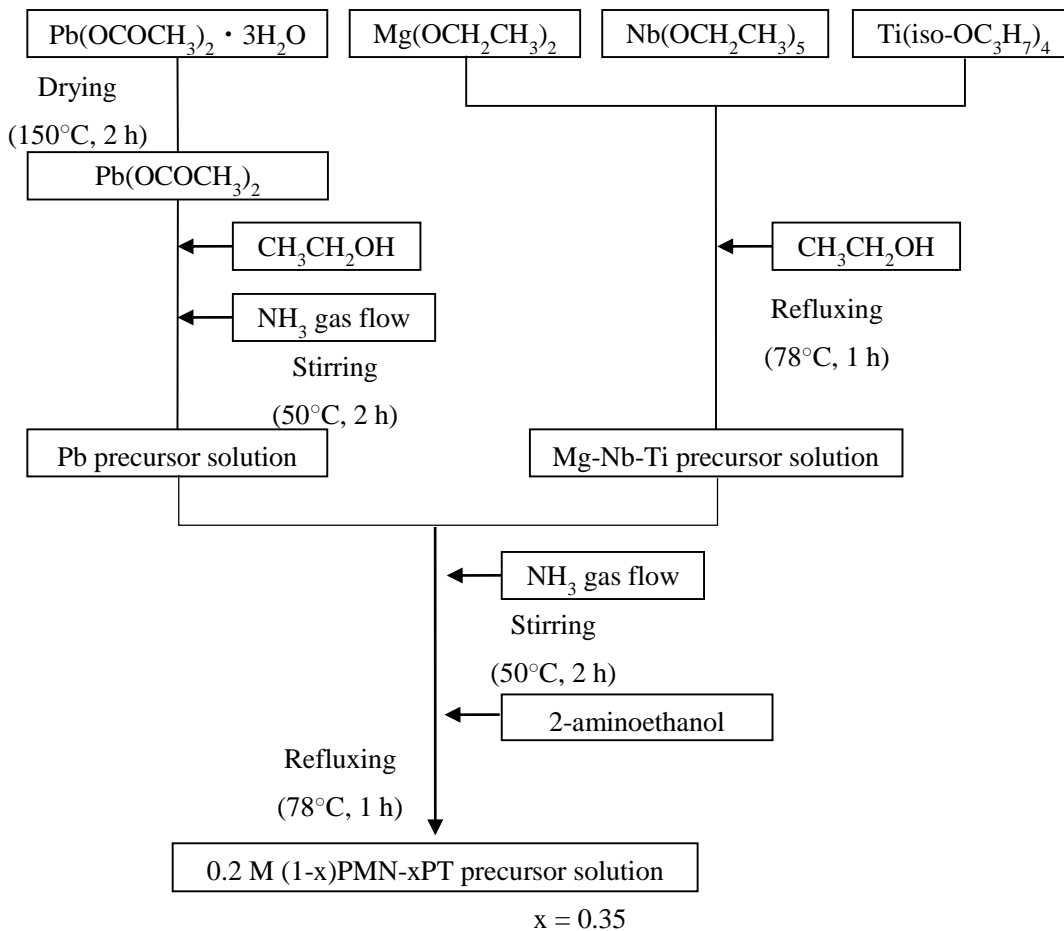 Pb(OCOCH₃)₂・3H₂O
Mg(OCH₂CH₃)₂
Nb(OCH₂CH₃)₅
Ti(iso-OC₃H₇)₄
Drying
(150°C, 2 h)
Pb(OCOCH₃)₂
CH₃CH₂OH
CH₃CH₂OH
NH₃ gas flow
Refluxing
(78°C, 1 h)
Stirring
(50°C, 2 h)
Pb precursor solution
Mg-Nb-Ti precursor solution
NH₃ gas flow
Stirring
(50°C, 2 h)
2-aminoethanol
Refluxing
(78°C, 1 h)
0.2 M (1-x)PMN-xPT precursor solution
x = 0.35